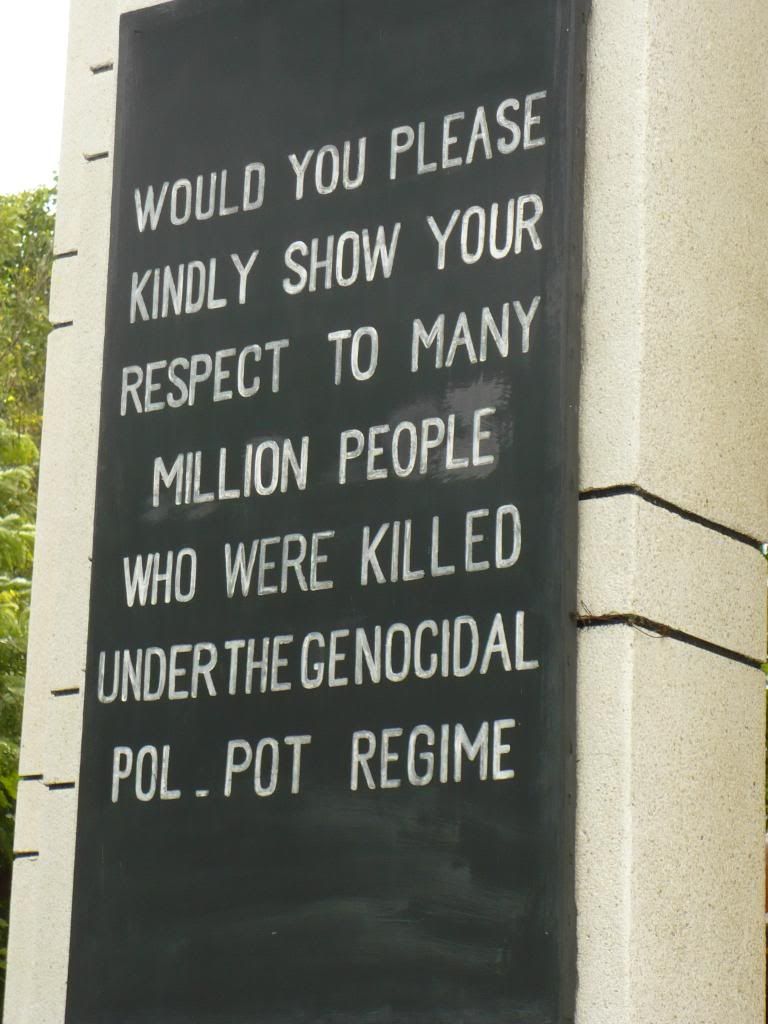 WOULD YOU PLEASE
KINDLY SHOW YOUR
RESPECT TO MANY
MILLION PEOPLE
WHO WERE KILLED
UNDER THE GENOCIDAL
POL - POT REGIME